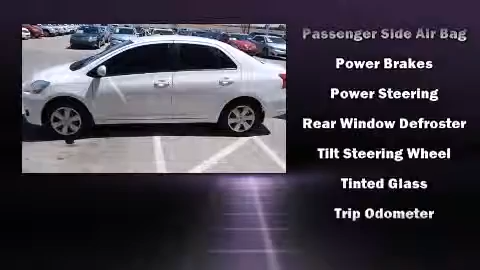 Passenger Side Air Bag
Power Brakes
Power Steering
Rear Window Defroster
Tilt Steering Wheel
Tinted Glass
Trip Odometer